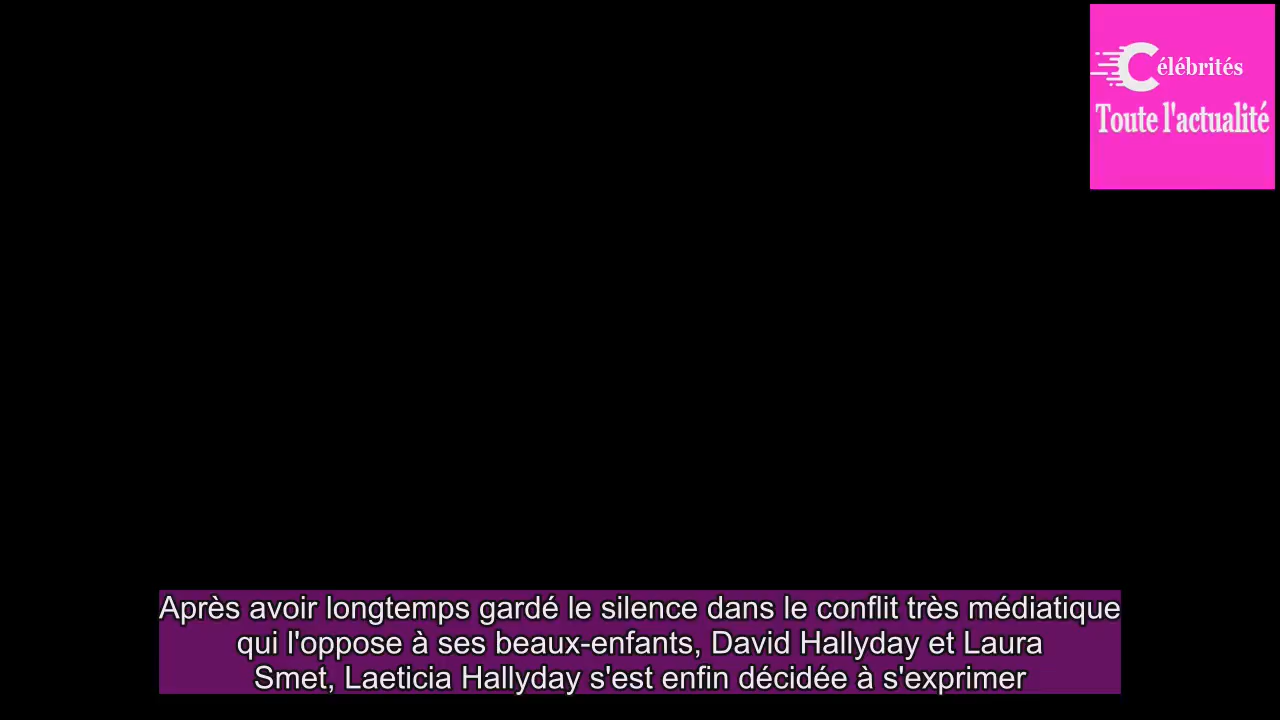 Célébrités
Toute l'actualité
Après avoir longtemps gardé le silence dans le conflit très médiatique
qui l'oppose à ses beaux-enfants, David Hallyday et Laura
Smet, Laeticia Hallyday s'est enfin décidée à s'exprimer